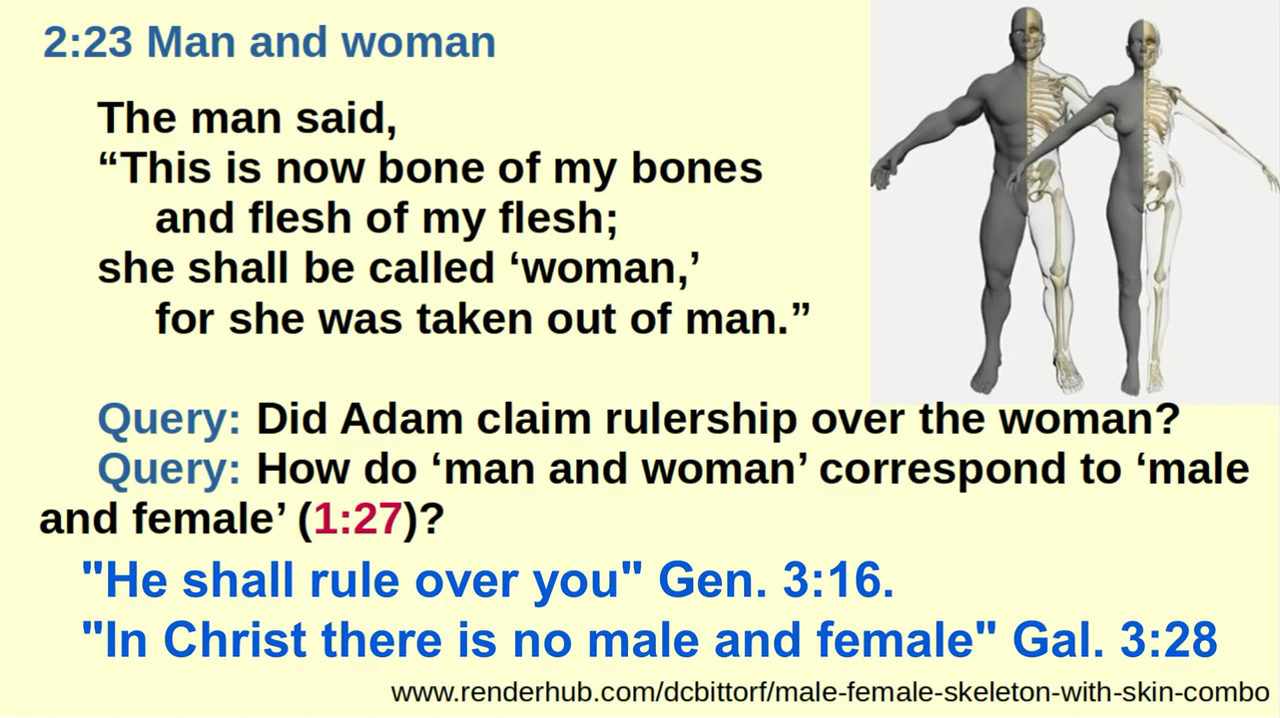 2:23 Man and woman
The man said,
“This is now bone of my bones
and flesh of my flesh;
she shall be called ‘woman,’
for she was taken out of man.”
Query: Did Adam claim rulership over the woman?
Query: How do ‘man and woman’ correspond to ‘male
and female’ (1:27)?
"He shall rule over you" Gen. 3:16.
"In Christ there is no male and female" Gal. 3:28
www.renderhub.com/dcbittorf/male-female-skeleton-with-skin-combo